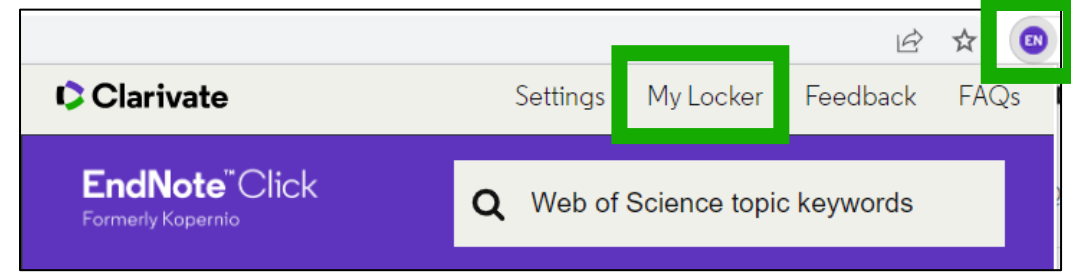 EN
Clarivate
Settings My Locker Feedback FAQs
EndNote™ Click
Formerly Kopernio
Web of Science topic keywords